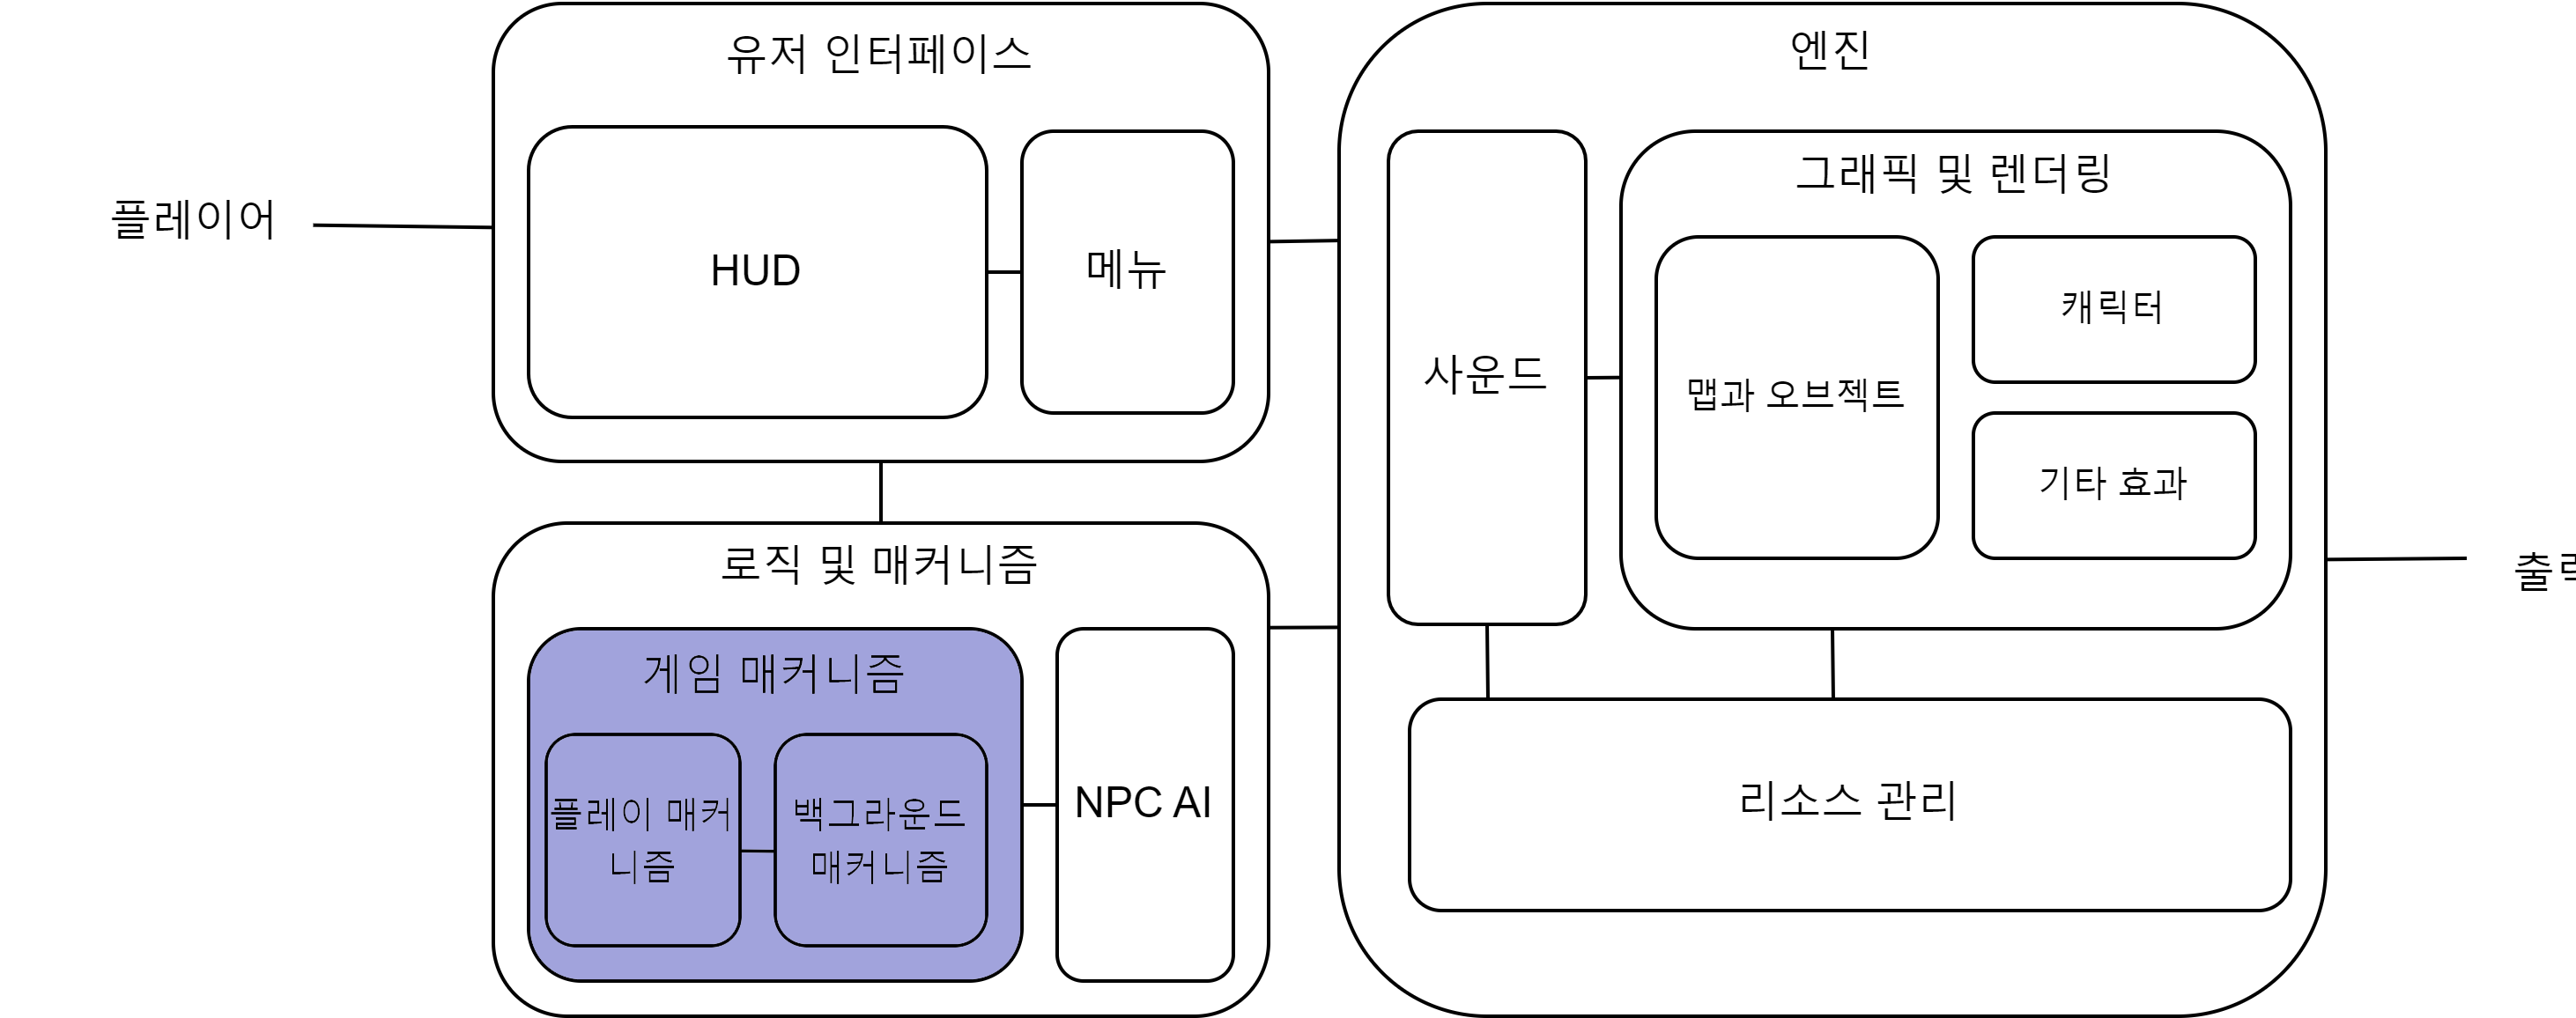 플레이어
유저 인터페이스
HUD
메뉴
로직 및 매커니즘
게임 매커니즘
플레이 매커
니즘
백그라운드
매커니즘
NPC AI
엔진
사운드
그래픽 및 렌더링
맵과 오브젝트
캐릭터
기타 효과
리소스 관리